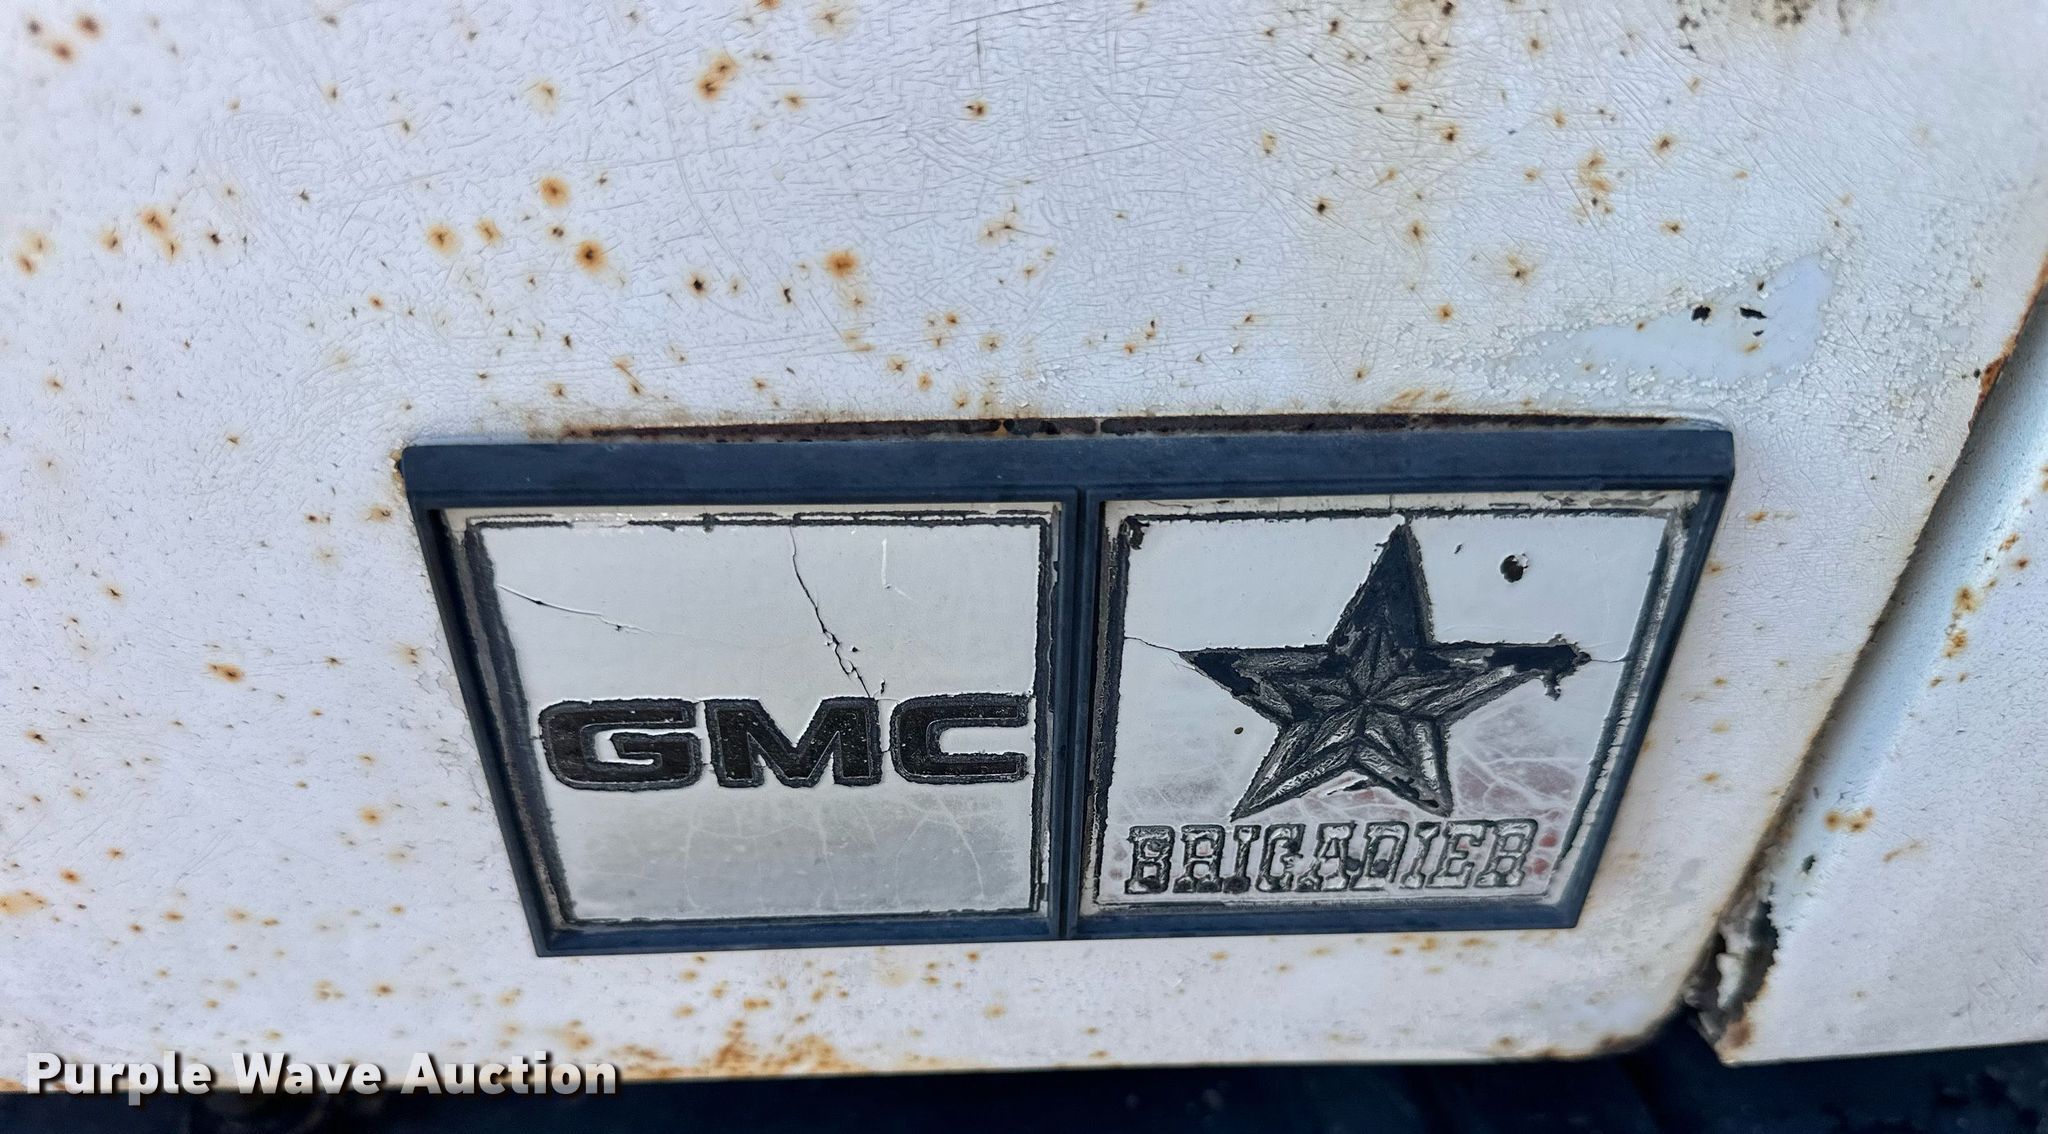 GMC
BRIGADIER
Purple Wave Auction